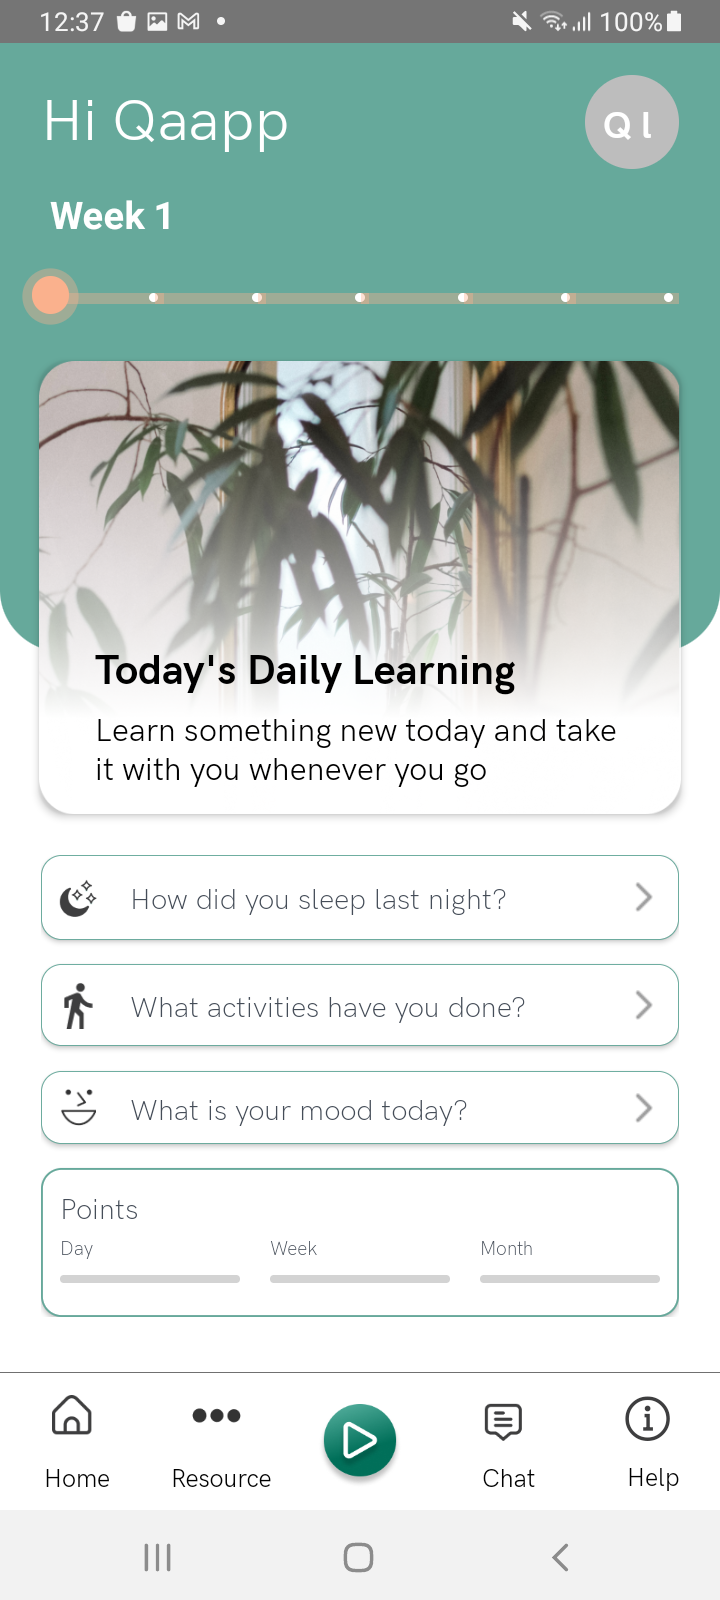 12:37
100%
Hi Qaapp
Q l
Week 1
Today's Daily Learning
Learn something new today and take
it with you whenever you go
How did you sleep last night?
What activities have you done?
What is your mood today?
Points
Day Week Month
Home Resource Chat Help